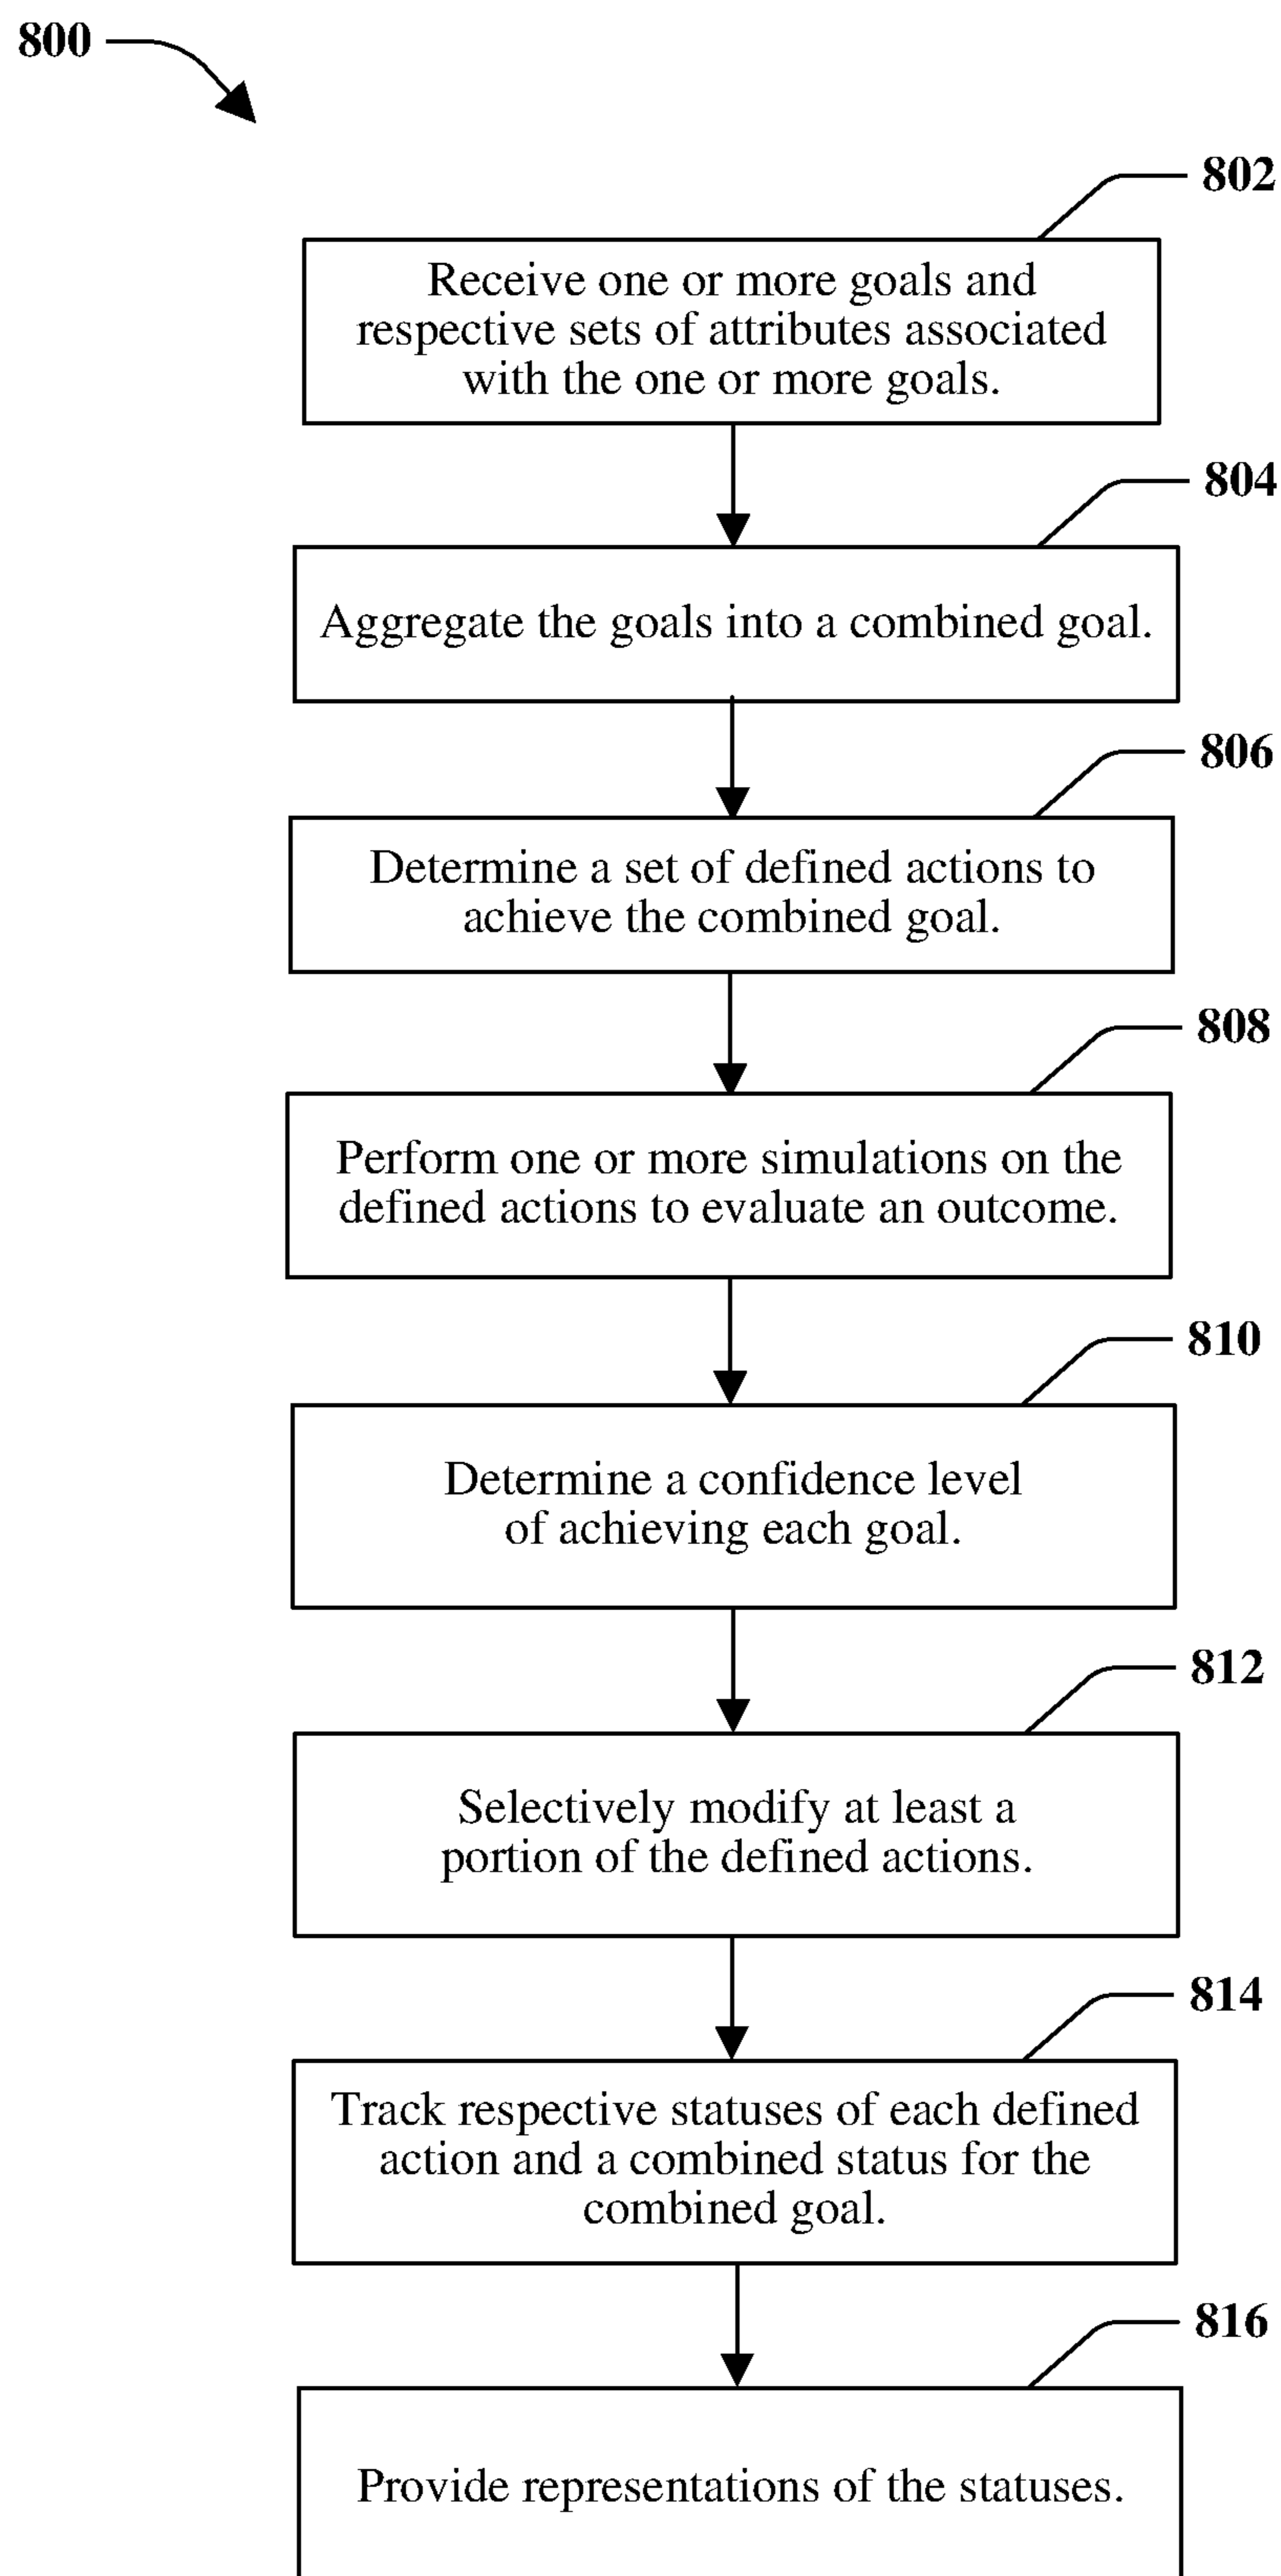 800
802
Receive one or more goals and
respective sets of attributes associated
with the one or more goals.
804
Aggregate the goals into a combined goal.
806
Determine a set of defined actions to
achieve the combined goal.
808
Perform one or more simulations on the
defined actions to evaluate an outcome.
810
Determine a confidence level
of achieving each goal.
812
Selectively modify at least a
portion of the defined actions.
814
Track respective statuses of each defined
action and a combined status for the
combined goal.
816
Provide representations of the statuses.